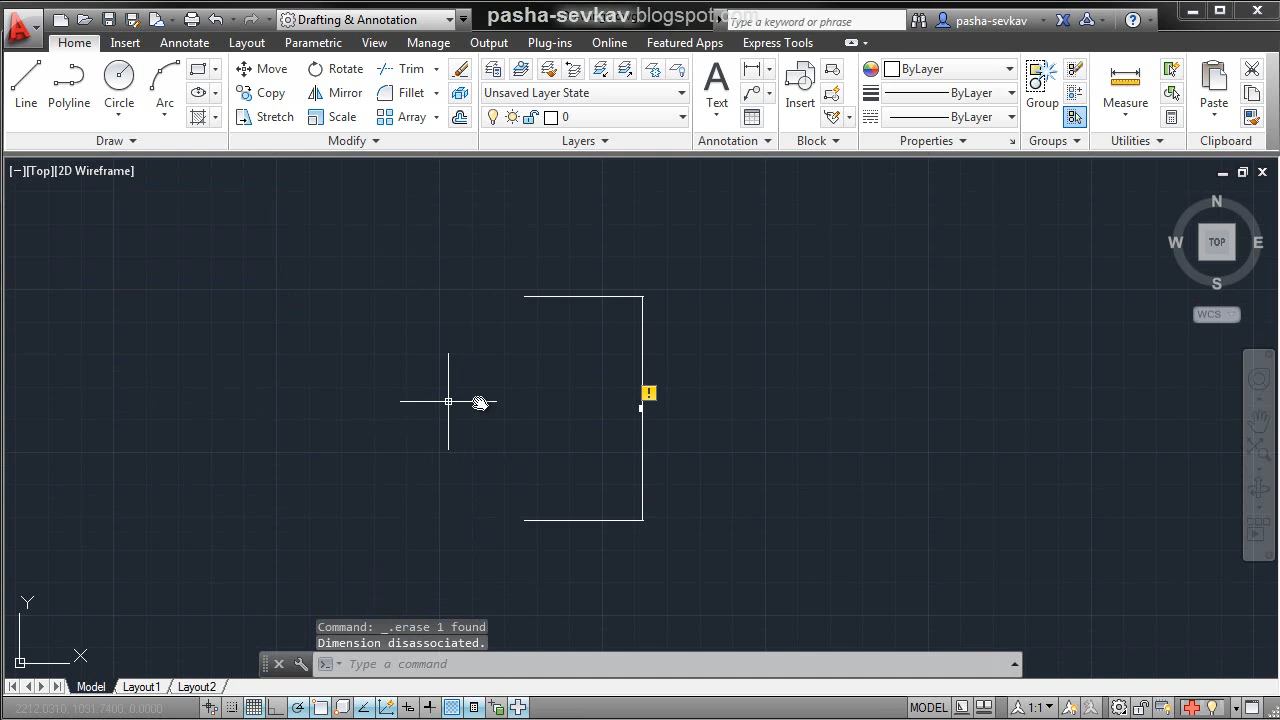 Drafting & Annotation
pasha-sevkav.blogspot.com
Type a keyword or phrase
pasha-sevkav
Home Insert Annotate Layout Parametric View Manage Output Plug-ins Online Featured Apps Express Tools
Line Polyline Circle Arc
Move Rotate Trim
Copy Mirror Fillet
Stretch Scale Array
Unsaved Layer State
0
Text
Insert
ByLayer
ByLayer
ByLayer
Group
Measure
Paste
Draw Modify Layers Annotation Block Properties Groups Utilities Clipboard
[−][Top][2D Wireframe]
N
W TOP E
S
WCS
!
Y
X
Command: _.erase 1 found
Dimension disassociated.
Type a command
Model Layout1 Layout2
MODEL
1:1